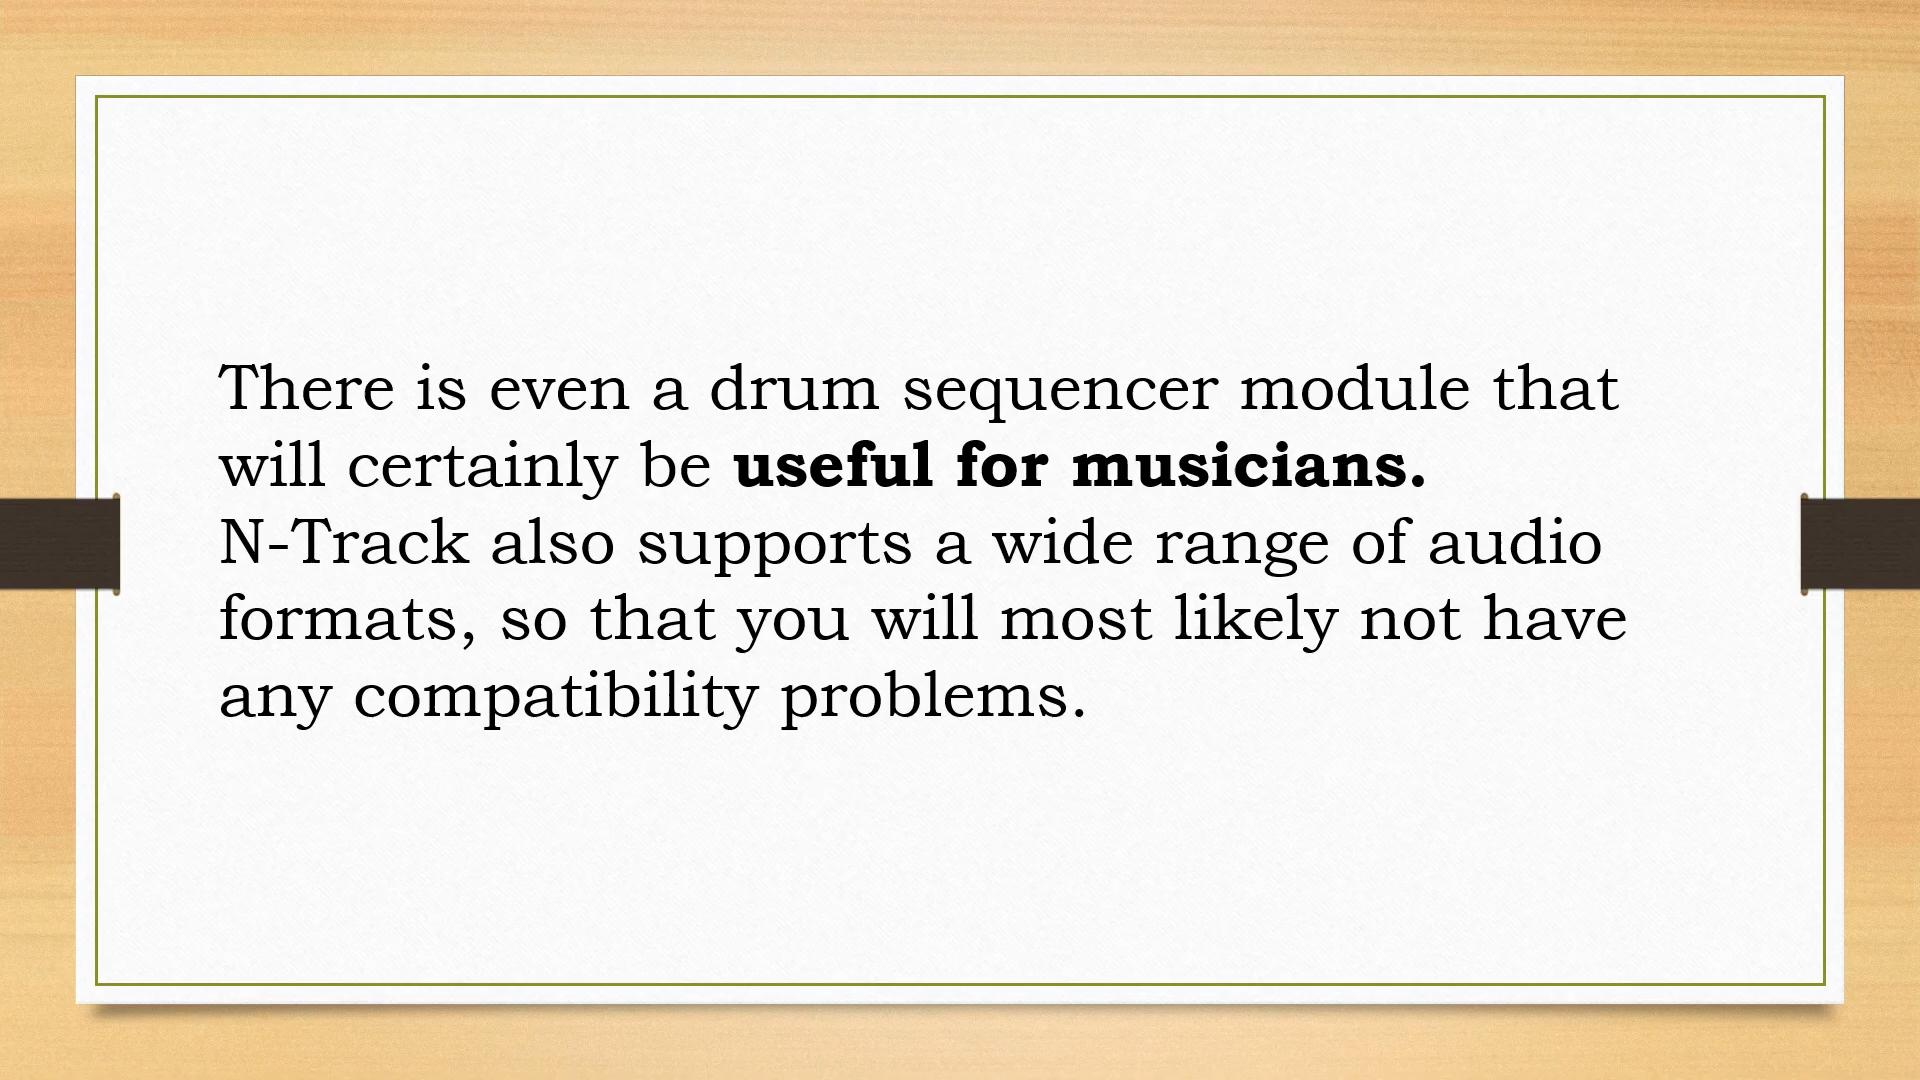 There is even a drum sequencer module that
will certainly be useful for musicians.
N-Track also supports a wide range of audio
formats, so that you will most likely not have
any compatibility problems.